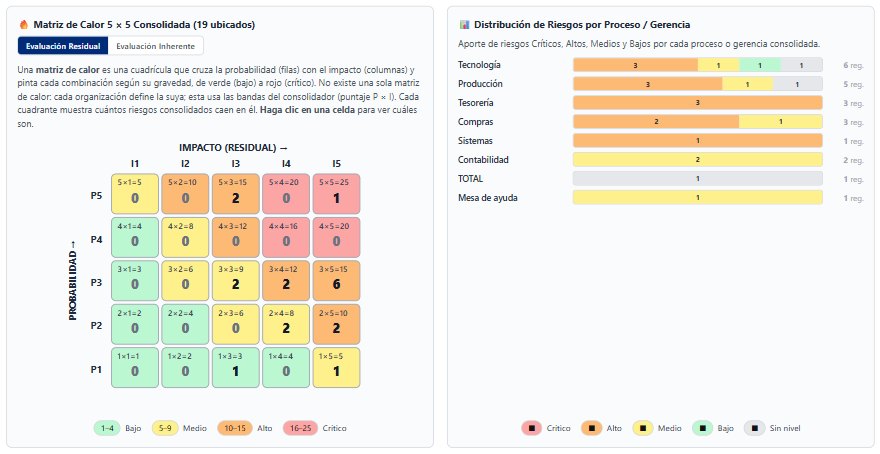 🔥 Matriz de Calor 5 × 5 Consolidada (19 ubicados)
Evaluación Residual Evaluación Inherente
Una matriz de calor es una cuadrícula que cruza la probabilidad (filas) con el impacto (columnas) y
pinta cada combinación según su gravedad, de verde (bajo) a rojo (crítico). No existe una sola matriz
de calor: cada organización define la suya; esta usa las bandas del consolidador (puntaje P × I). Cada
cuadrante muestra cuántos riesgos consolidados caen en él. Haga clic en una celda para ver cuáles
son.
IMPACTO (RESIDUAL) →
I1 I2 I3 I4 I5
PROBABILIDAD →
5×1=5 5×2=10 5×3=15 5×4=20 5×5=25
P5 0 0 2 0 1
4×1=4 4×2=8 4×3=12 4×4=16 4×5=20
P4 0 0 0 0 0
3×1=3 3×2=6 3×3=9 3×4=12 3×5=15
P3 0 0 2 2 6
2×1=2 2×2=4 2×3=6 2×4=8 2×5=10
P2 0 0 0 2 2
1×1=1 1×2=2 1×3=3 1×4=4 1×5=5
P1 0 0 1 0 1
1–4 Bajo 5–9 Medio 10–15 Alto 16–25 Crítico
📊 Distribución de Riesgos por Proceso / Gerencia
Aporte de riesgos Críticos, Altos, Medios y Bajos por cada proceso o gerencia consolidada.
Tecnología 3 1 1 1 6 reg.
Producción 3 1 1 5 reg.
Tesorería 3 3 reg.
Compras 2 1 3 reg.
Sistemas 1 1 reg.
Contabilidad 2 2 reg.
TOTAL 1 1 reg.
Mesa de ayuda 1 1 reg.
■ Crítico ■ Alto ■ Medio ■ Bajo ■ Sin nivel